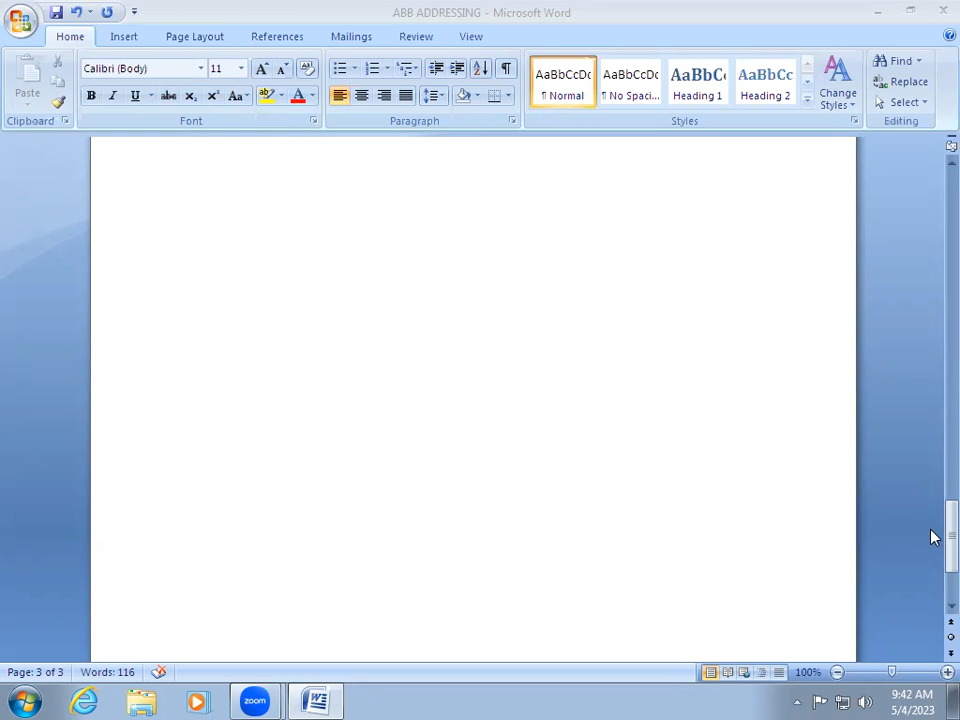 ABB ADDRESSING - Microsoft Word
Home Insert Page Layout References Mailings Review View
Paste
Calibri (Body) 11
AaBbCcDc AaBbCcDc AaBbC AaBbCc
¶ Normal ¶ No Spaci... Heading 1 Heading 2
Change
Styles
Find
Replace
Select
Clipboard Font Paragraph Styles Editing
Page: 3 of 3 Words: 116 100%
zoom
9:42 AM
5/4/2023